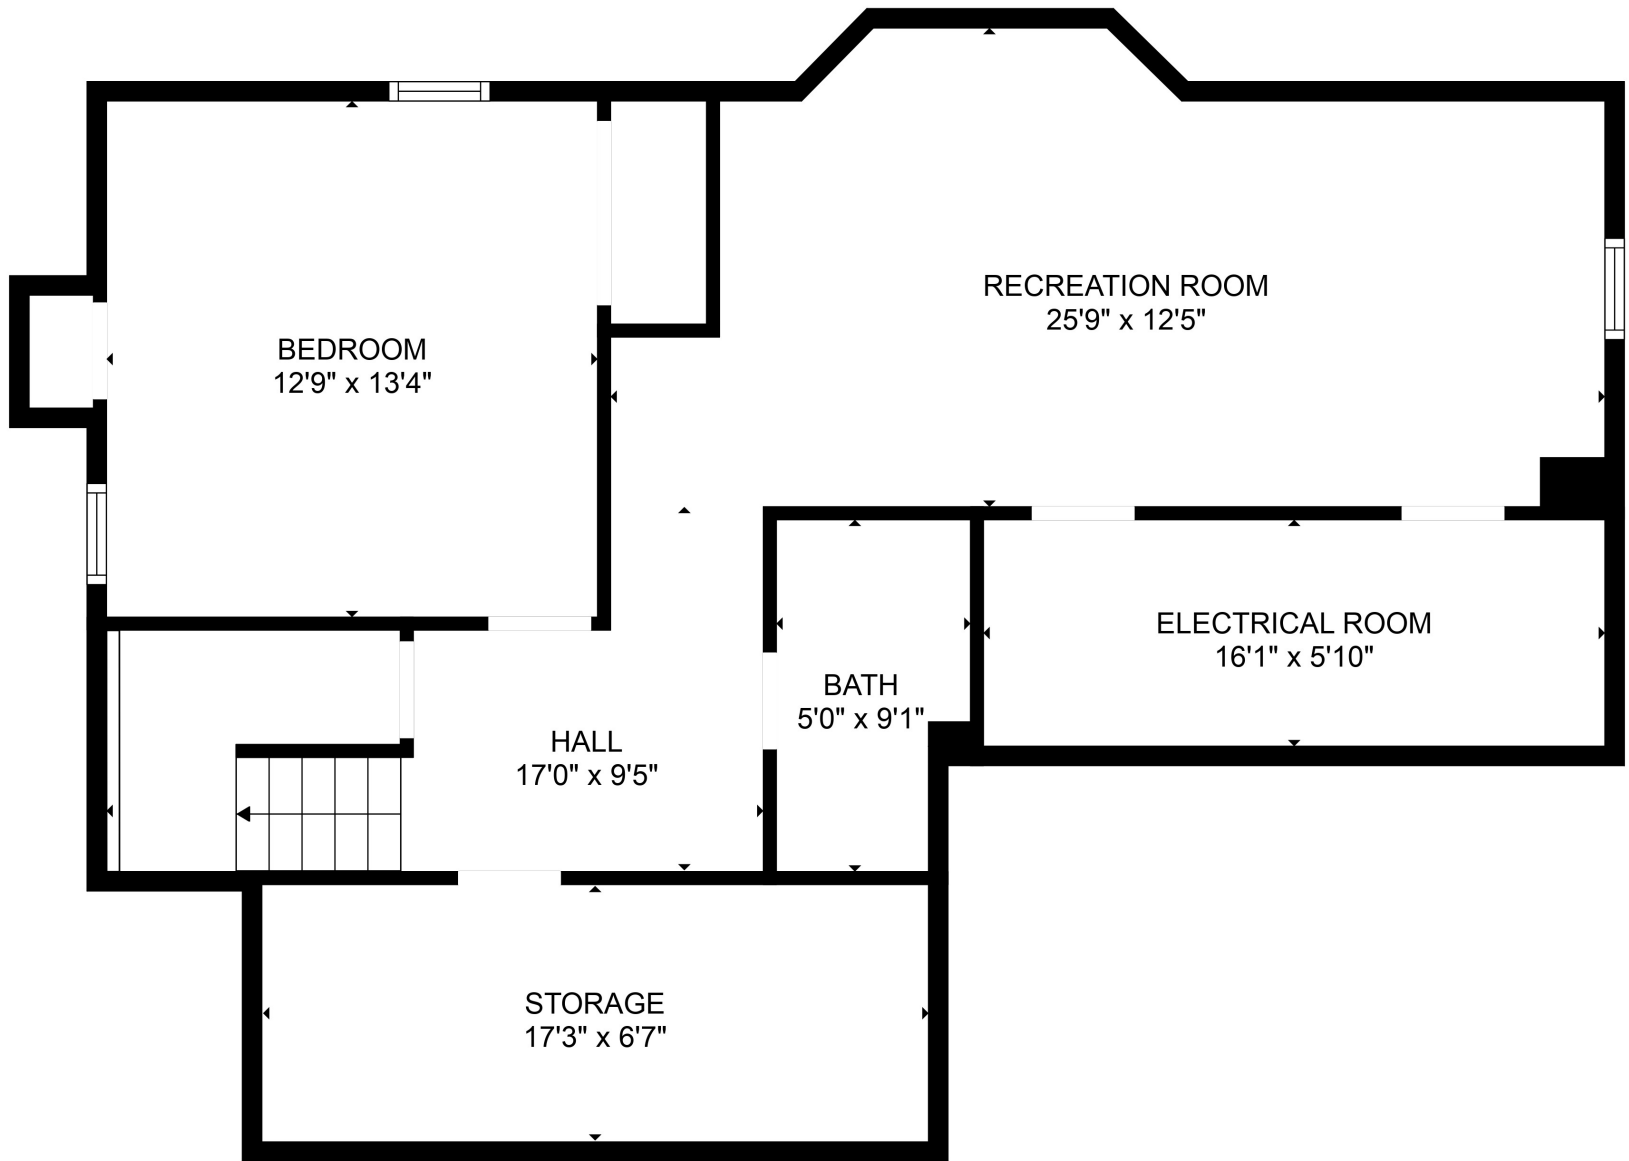 RECREATION ROOM
25'9" x 12'5"
BEDROOM
12'9" x 13'4"
ELECTRICAL ROOM
16'1" x 5'10"
BATH
5'0" x 9'1"
HALL
17'0" x 9'5"
STORAGE
17'3" x 6'7"